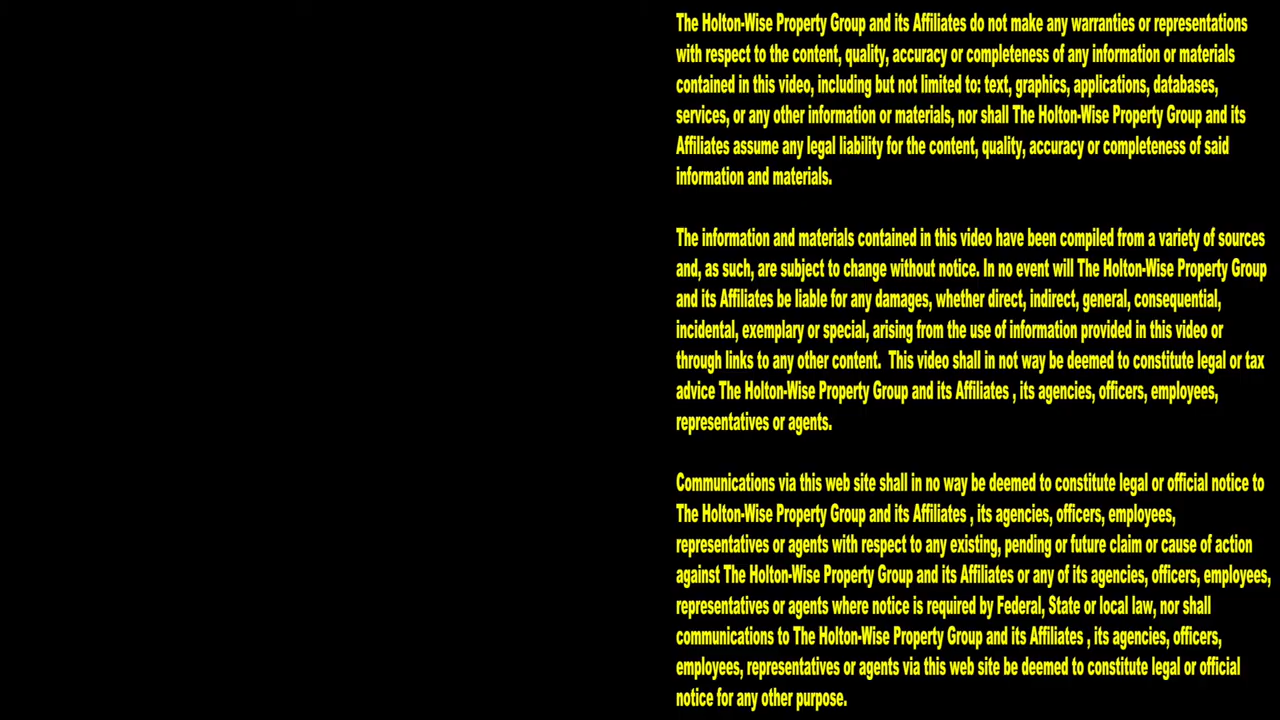 The Holton-Wise Property Group and its Affiliates do not make any warranties or representations
with respect to the content, quality, accuracy or completeness of any information or materials
contained in this video, including but not limited to: text, graphics, applications, databases,
services, or any other information or materials, nor shall The Holton-Wise Property Group and its
Affiliates assume any legal liability for the content, quality, accuracy or completeness of said
information and materials.
The information and materials contained in this video have been compiled from a variety of sources
and, as such, are subject to change without notice. In no event will The Holton-Wise Property Group
and its Affiliates be liable for any damages, whether direct, indirect, general, consequential,
incidental, exemplary or special, arising from the use of information provided in this video or
through links to any other content.  This video shall in not way be deemed to constitute legal or tax
advice The Holton-Wise Property Group and its Affiliates , its agencies, officers, employees,
representatives or agents.
Communications via this web site shall in no way be deemed to constitute legal or official notice to
The Holton-Wise Property Group and its Affiliates , its agencies, officers, employees,
representatives or agents with respect to any existing, pending or future claim or cause of action
against The Holton-Wise Property Group and its Affiliates or any of its agencies, officers, employees,
representatives or agents where notice is required by Federal, State or local law, nor shall
communications to The Holton-Wise Property Group and its Affiliates , its agencies, officers,
employees, representatives or agents via this web site be deemed to constitute legal or official
notice for any other purpose.